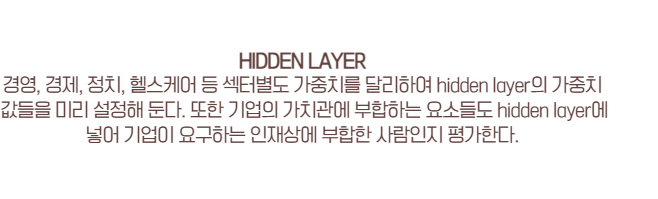 HIDDEN LAYER
경영, 경제, 정치, 헬스케어 등 섹터별도 가중치를 달리하여 hidden layer의 가중치
값들을 미리 설정해 둔다. 또한 기업의 가치관에 부합하는 요소들도 hidden layer에
넣어 기업이 요구하는 인재상에 부합한 사람인지 평가한다.